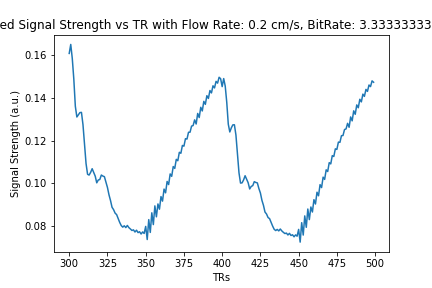 ed Signal Strength vs TR with Flow Rate: 0.2 cm/s, BitRate: 3.33333333
Signal Strength (a.u.)
0.16
0.14
0.12
0.10
0.08
300 325 350 375 400 425 450 475 500
TRs